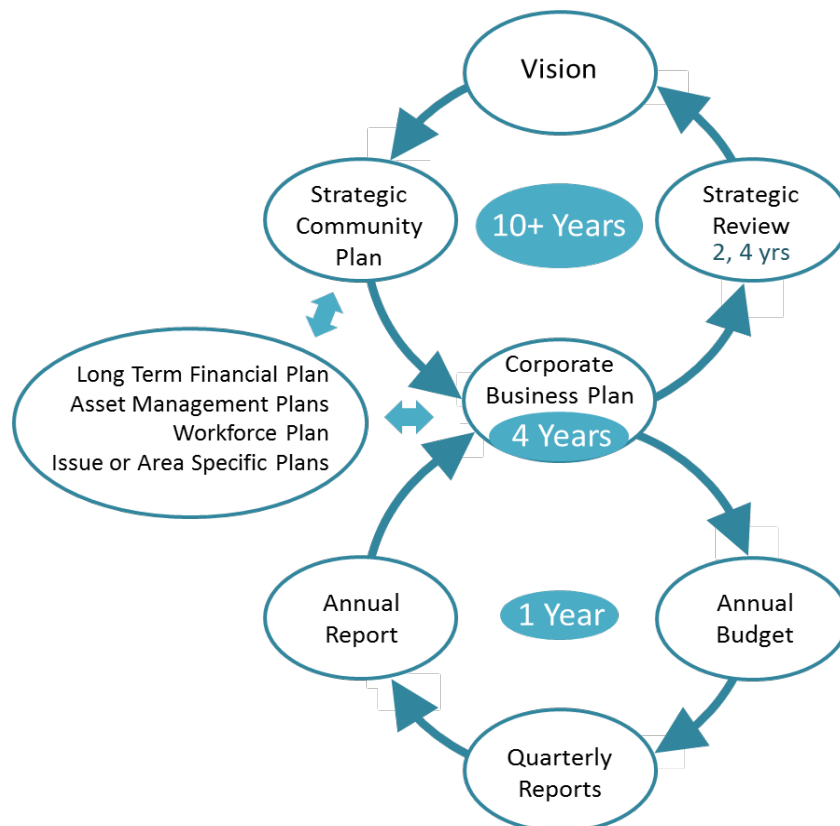 Vision
Strategic
Community
Plan
10+ Years
Strategic
Review
2, 4 yrs
Long Term Financial Plan
Asset Management Plans
Workforce Plan
Issue or Area Specific Plans
Corporate
Business Plan
4 Years
Annual
Report
1 Year
Annual
Budget
Quarterly
Reports